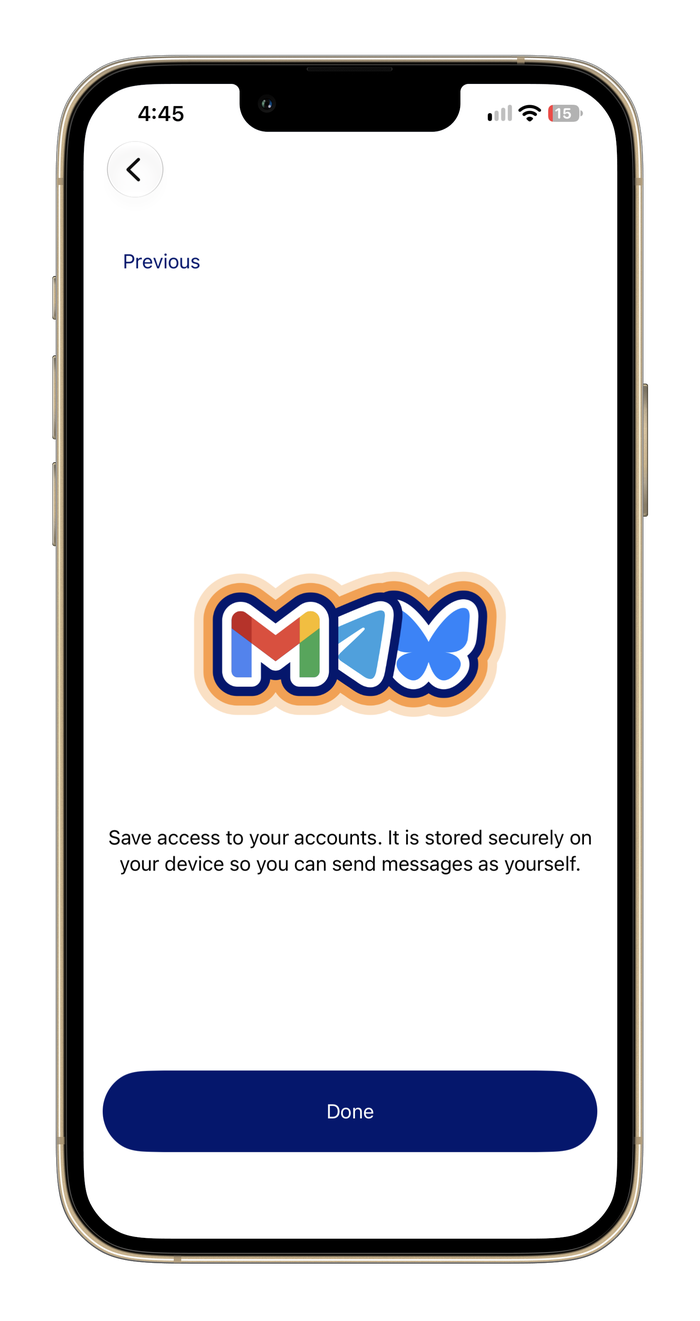 4:45
15
Previous
Save access to your accounts. It is stored securely on
your device so you can send messages as yourself.
Done